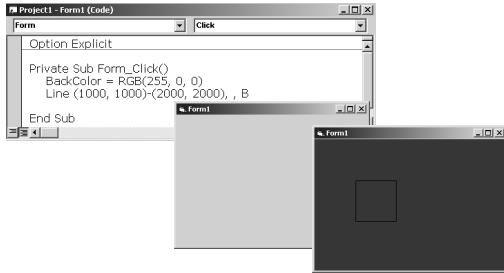 Project1 - Form1 (Code)
Form Click
Option Explicit
Private Sub Form_Click()
BackColor = RGB(255, 0, 0)
Line (1000, 1000)-(2000, 2000), , B
End Sub
Form1
Form1